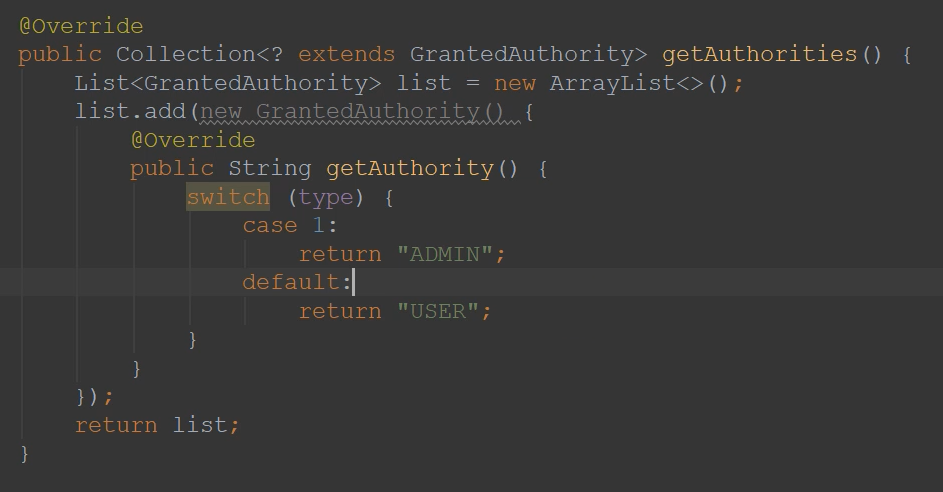 @Override
public Collection<? extends GrantedAuthority> getAuthorities() {
    List<GrantedAuthority> list = new ArrayList<>();
    list.add(new GrantedAuthority() {
        @Override
        public String getAuthority() {
            switch (type) {
                case 1:
                    return "ADMIN";
                default:
                    return "USER";
            }
        }
    });
    return list;
}